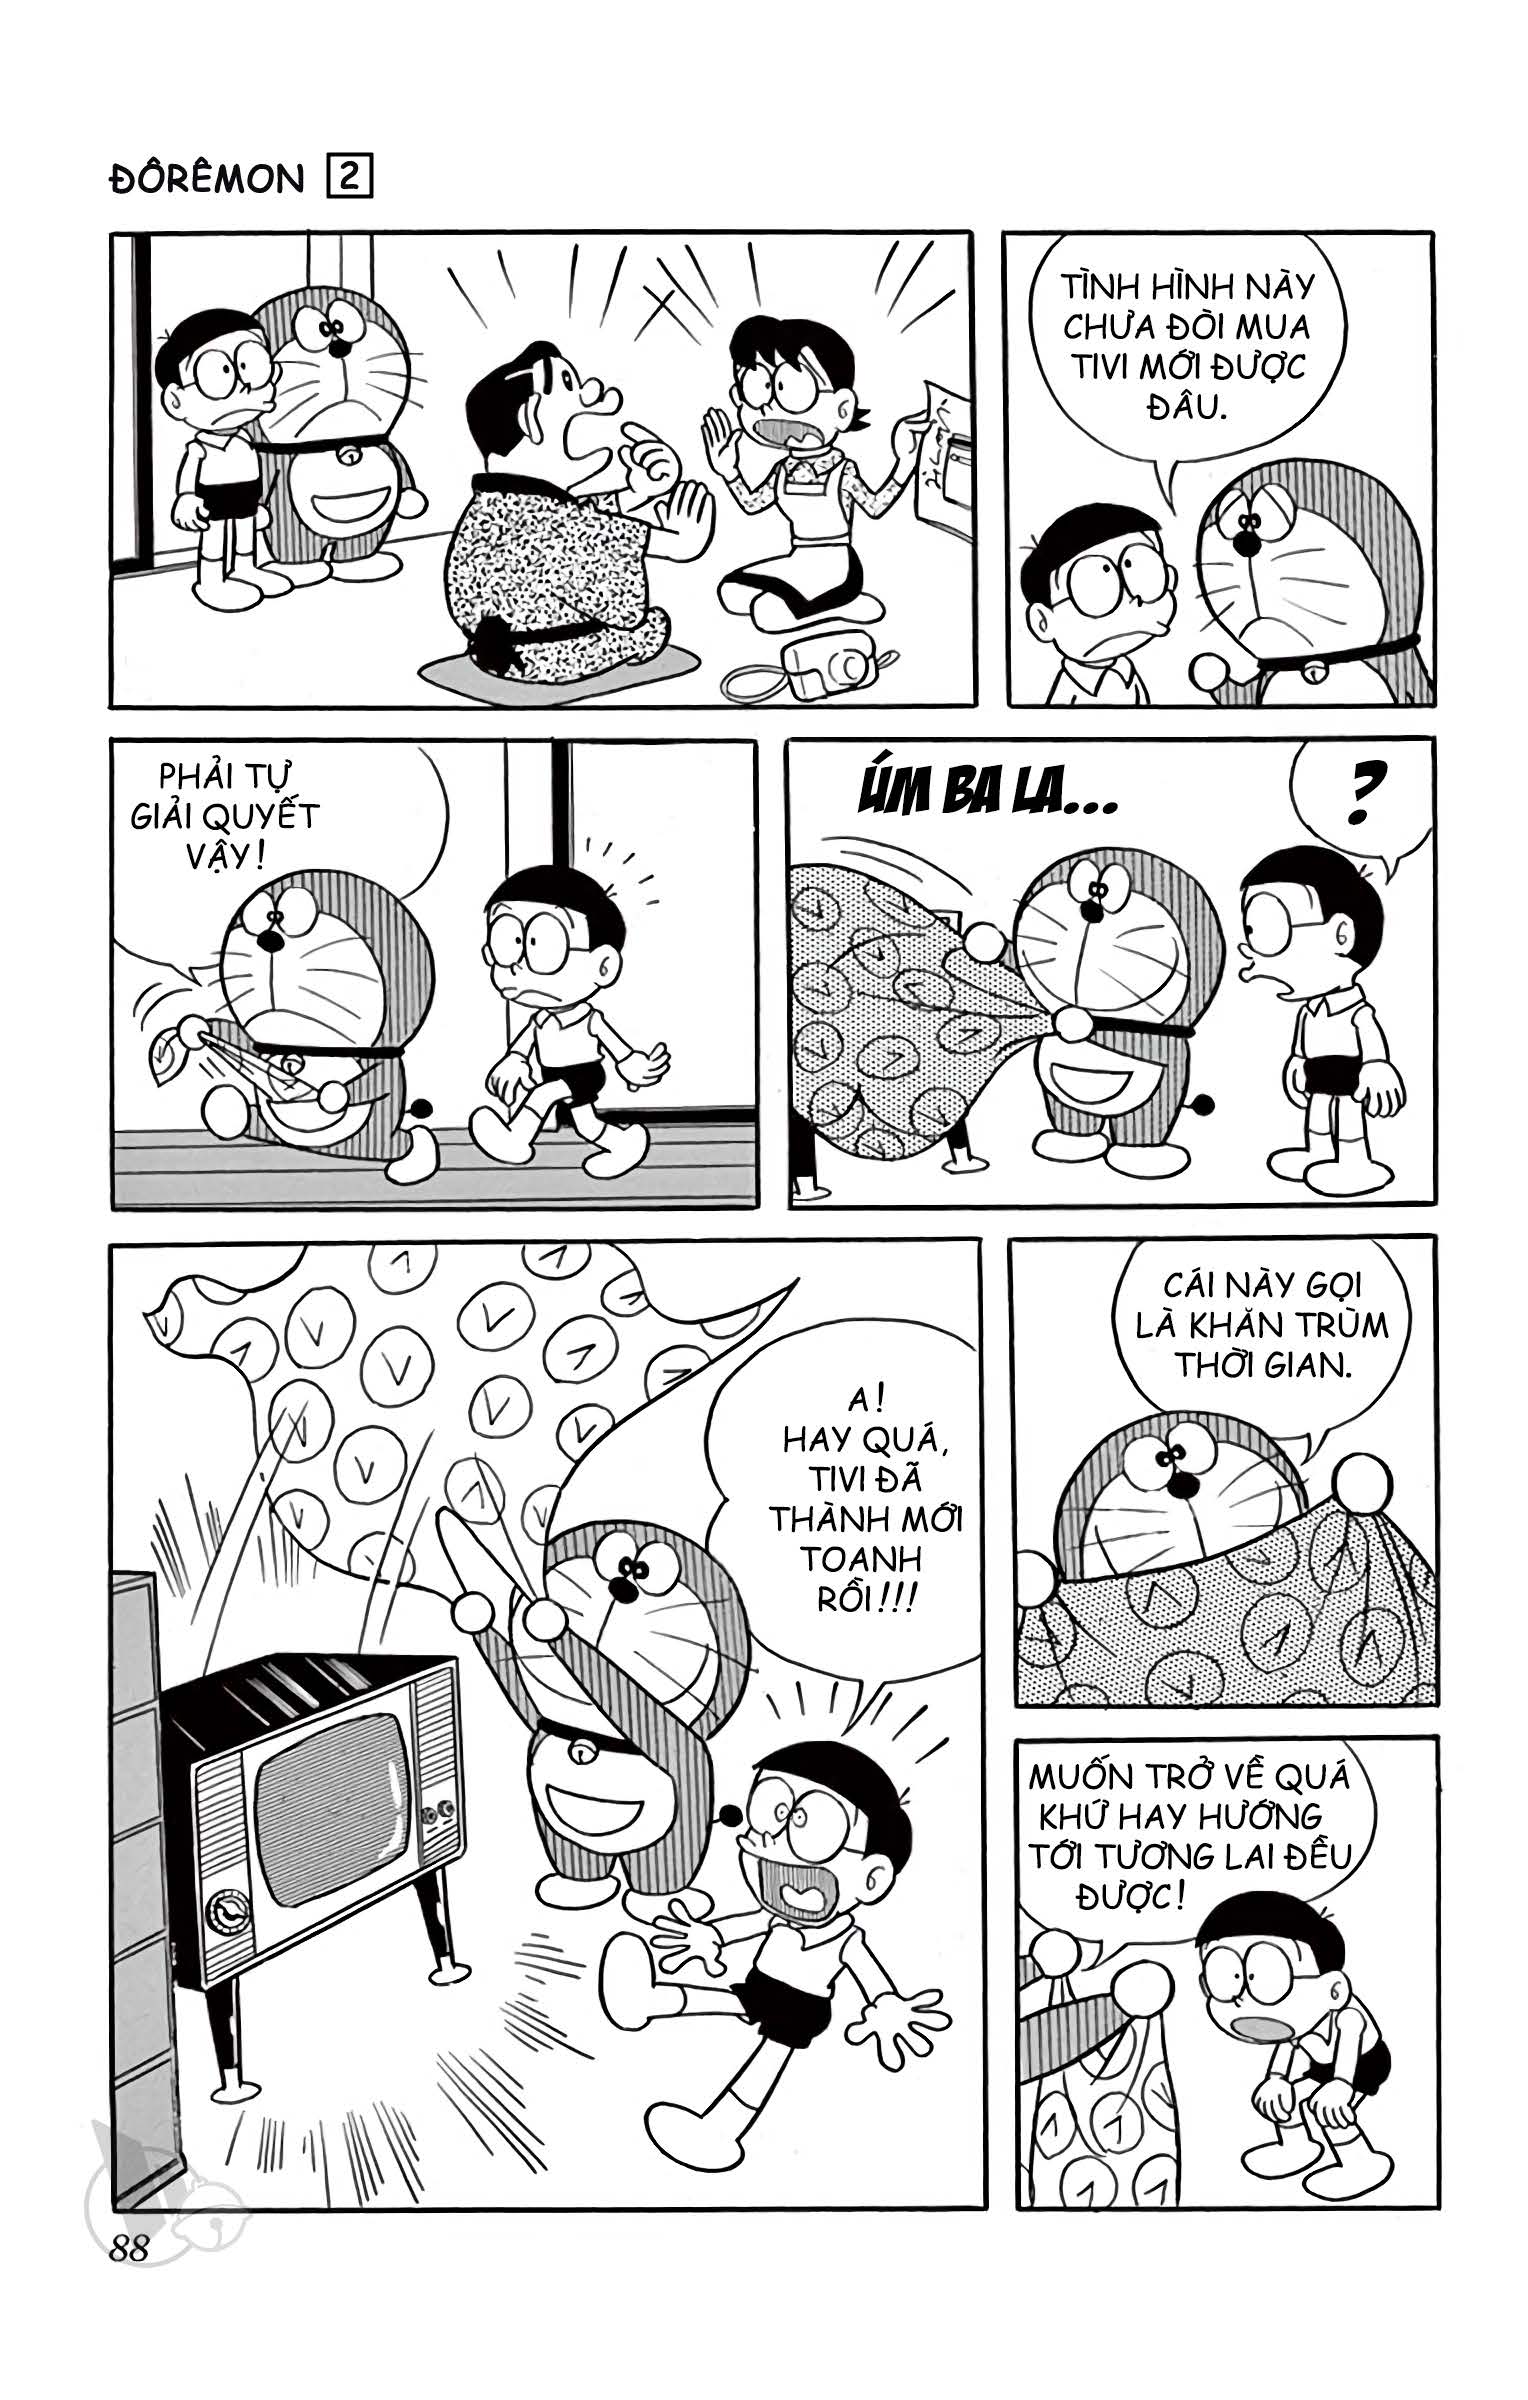 ĐÔRÊMON 2
TÌNH HÌNH NÀY
CHƯA ĐÒI MUA
TIVI MỚI ĐƯỢC
ĐÂU.
PHẢI TỰ
GIẢI QUYẾT
VẬY!
ÚM BA LA...
?
A!
HAY QUÁ,
TIVI ĐÃ
THÀNH MỚI
TOANH
RỒI!!!
CÁI NÀY GỌI
LÀ KHĂN TRÙM
THỜI GIAN.
MUỐN TRỞ VỀ QUÁ
KHỨ HAY HƯỚNG
TỚI TƯƠNG LAI ĐỀU
ĐƯỢC!
88